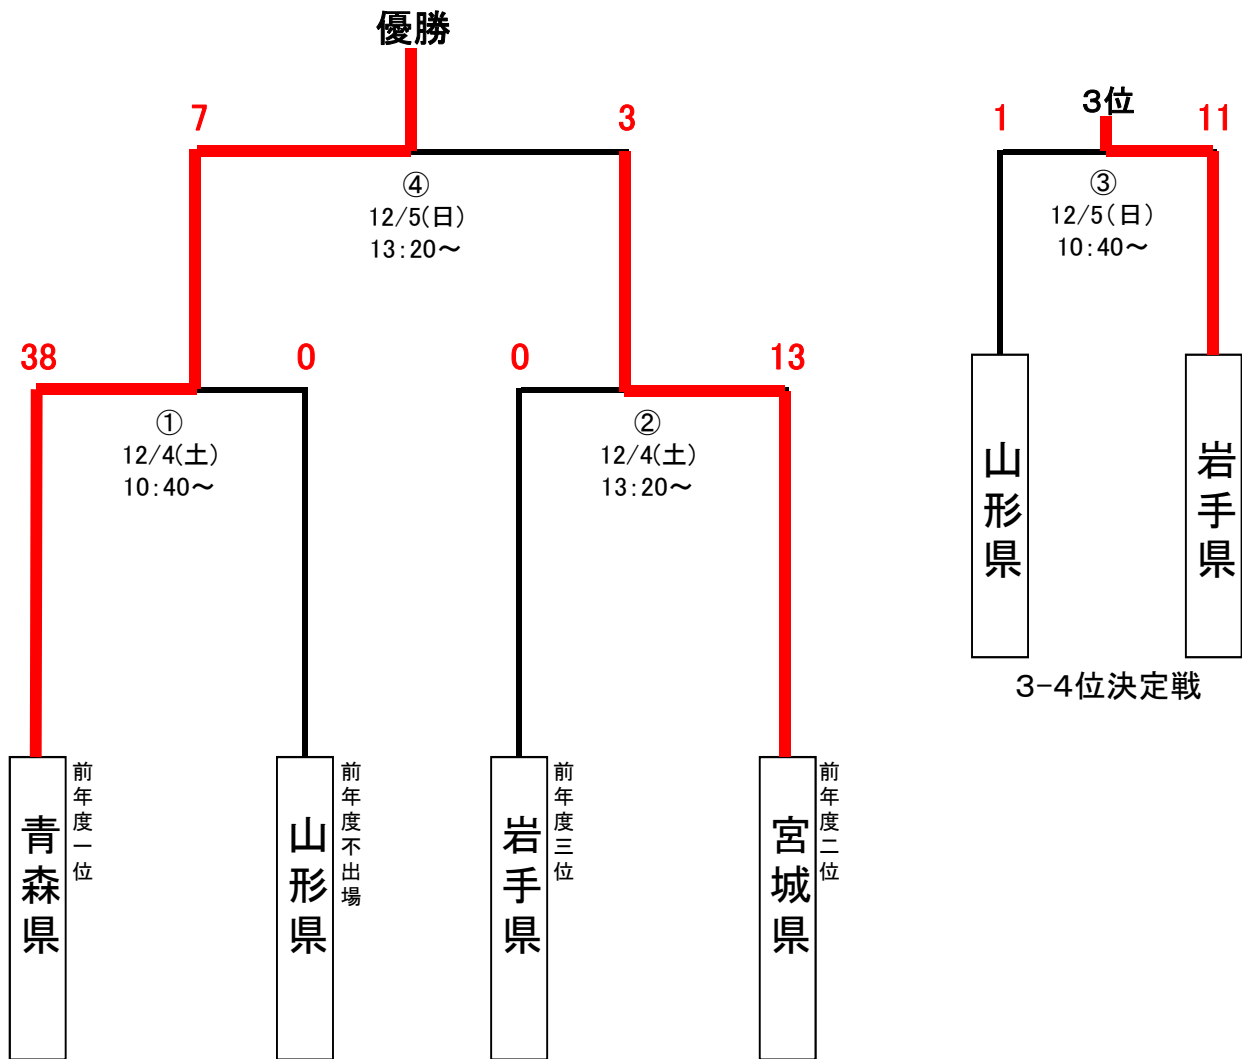 優勝
7
3
④
12/5(日)
13:20～
38
0
①
12/4(土)
10:40～
0
13
②
12/4(土)
13:20～
青森県
前年度一位
山形県
前年度不出場
岩手県
前年度三位
宮城県
前年度二位
3位
1
11
③
12/5(日)
10:40～
山形県
岩手県
3-4位決定戦